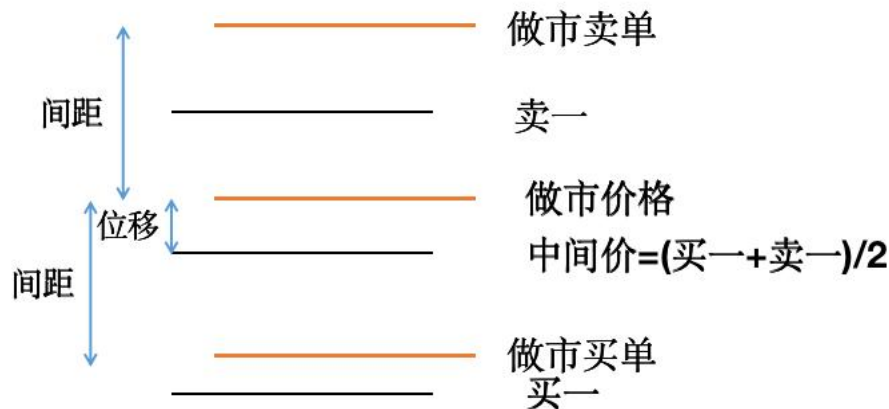 做市卖单
间距
卖一
做市价格
位移
中间价=(买一+卖一)/2
间距
做市买单
买一